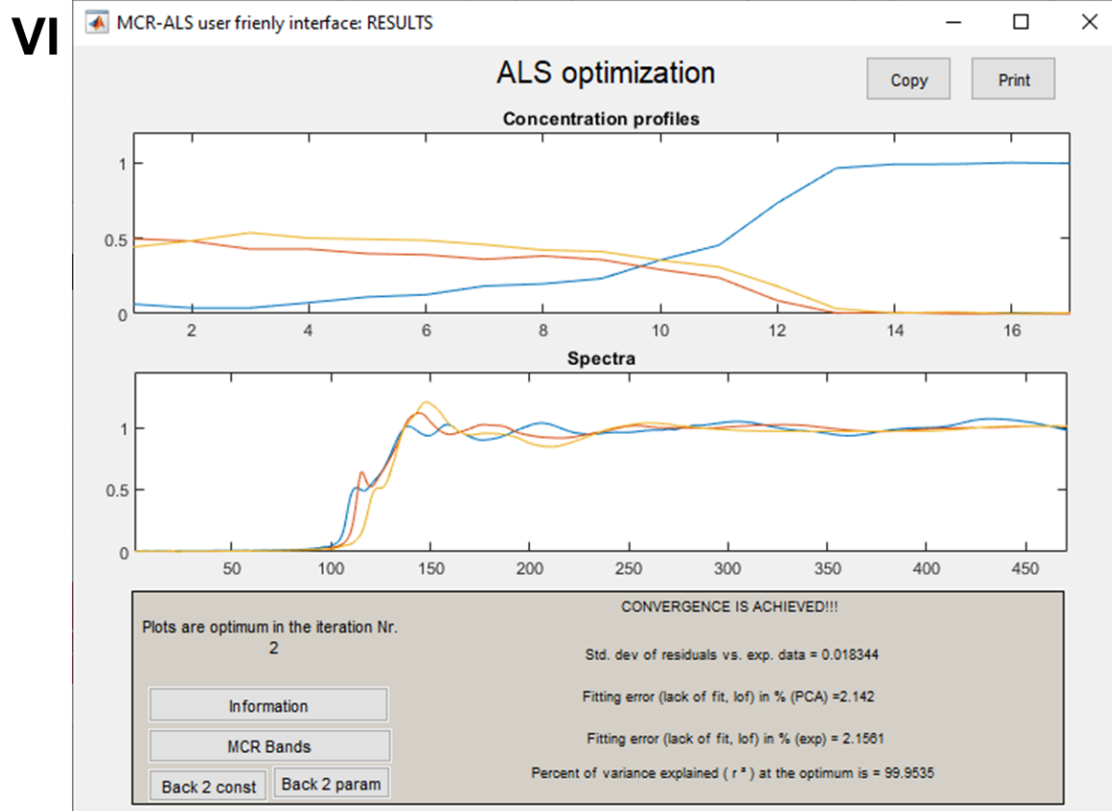 VI
MCR-ALS user frienly interface: RESULTS
ALS optimization
Copy
Print
Concentration profiles
1
0.5
0
2 4 6 8 10 12 14 16
Spectra
1
0.5
0
50 100 150 200 250 300 350 400 450
CONVERGENCE IS ACHIEVED!!!
Plots are optimum in the iteration Nr.
2
Std. dev of residuals vs. exp. data = 0.018344
Fitting error (lack of fit, lof) in % (PCA) =2.142
Information
Fitting error (lack of fit, lof) in % (exp) = 2.1561
MCR Bands
Percent of variance explained ( r ² ) at the optimum is = 99.9535
Back 2 const
Back 2 param